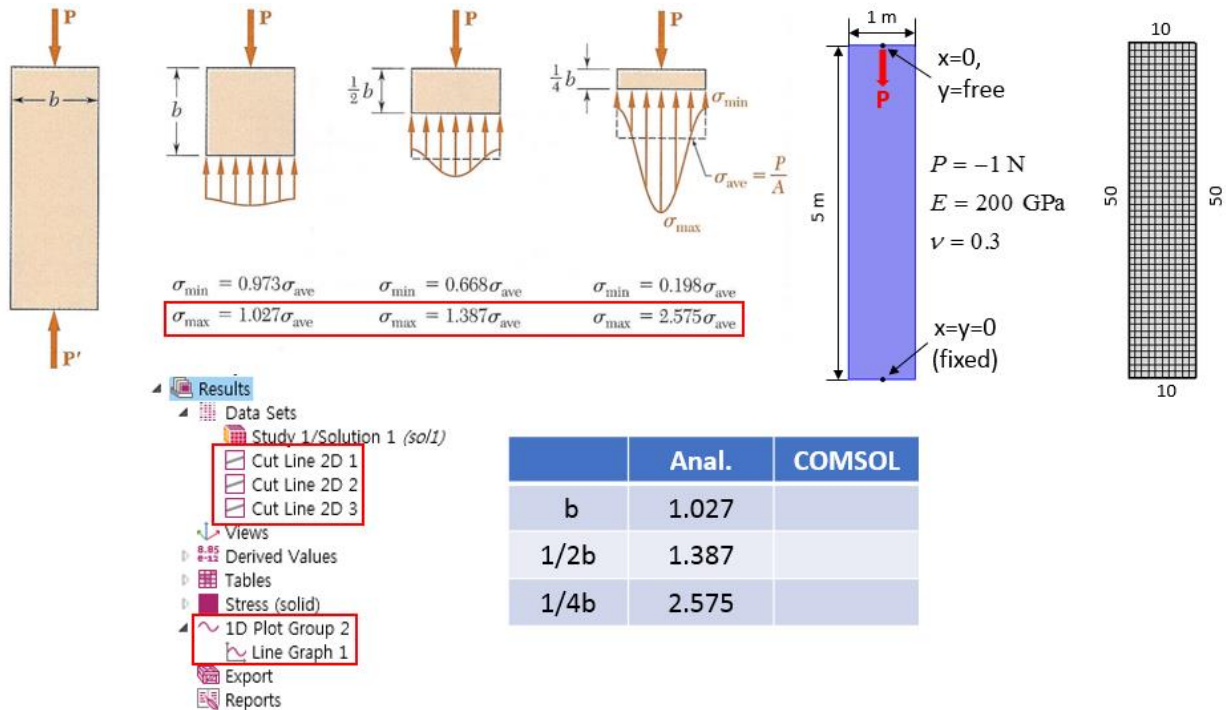 P
b
P'
P
b
P
1/2 b
P
1/4 b
σmin
σave = P/A
σmax
σmin = 0.973σave
σmax = 1.027σave
σmin = 0.668σave
σmax = 1.387σave
σmin = 0.198σave
σmax = 2.575σave
1 m
x=0,
y=free
P
5 m
P = −1 N
E = 200 GPa
ν = 0.3
x=y=0
(fixed)
10
50
50
10
Results
Data Sets
Study 1/Solution 1 (sol1)
Cut Line 2D 1
Cut Line 2D 2
Cut Line 2D 3
Views
8.85
e-12
Derived Values
Tables
Stress (solid)
1D Plot Group 2
Line Graph 1
Export
Reports
Anal. COMSOL
b 1.027
1/2b 1.387
1/4b 2.575